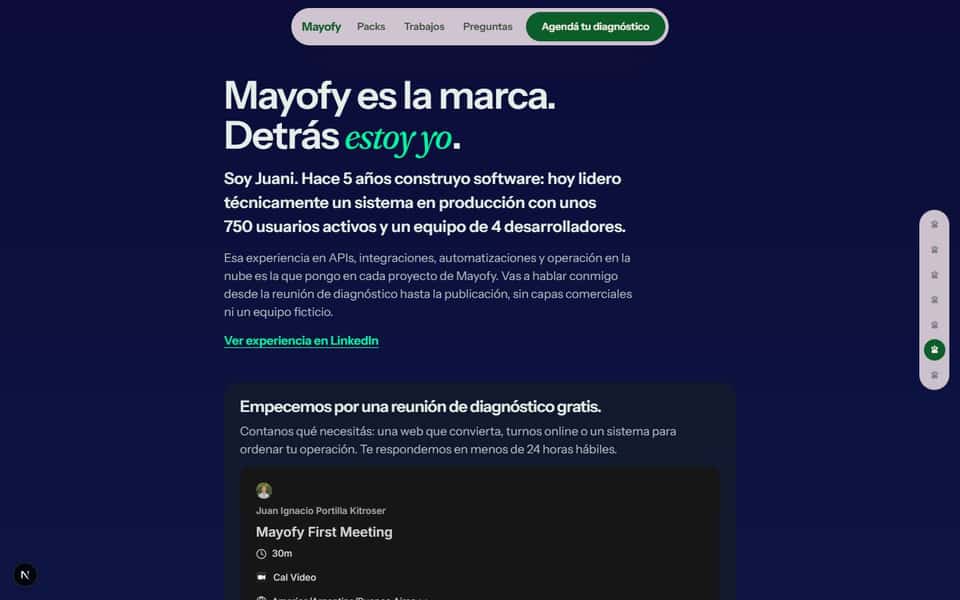 Mayofy Packs Trabajos Preguntas Agendá tu diagnóstico
Mayofy es la marca.
Detrás estoy yo.
Soy Juani. Hace 5 años construyo software: hoy lidero
técnicamente un sistema en producción con unos
750 usuarios activos y un equipo de 4 desarrolladores.
Esa experiencia en APIs, integraciones, automatizaciones y operación en la
nube es la que pongo en cada proyecto de Mayofy. Vas a hablar conmigo
desde la reunión de diagnóstico hasta la publicación, sin capas comerciales
ni un equipo ficticio.
Ver experiencia en LinkedIn
Empecemos por una reunión de diagnóstico gratis.
Contanos qué necesitás: una web que convierta, turnos online o un sistema para
ordenar tu operación. Te respondemos en menos de 24 horas hábiles.
Juan Ignacio Portilla Kitroser
Mayofy First Meeting
30m
Cal Video
N